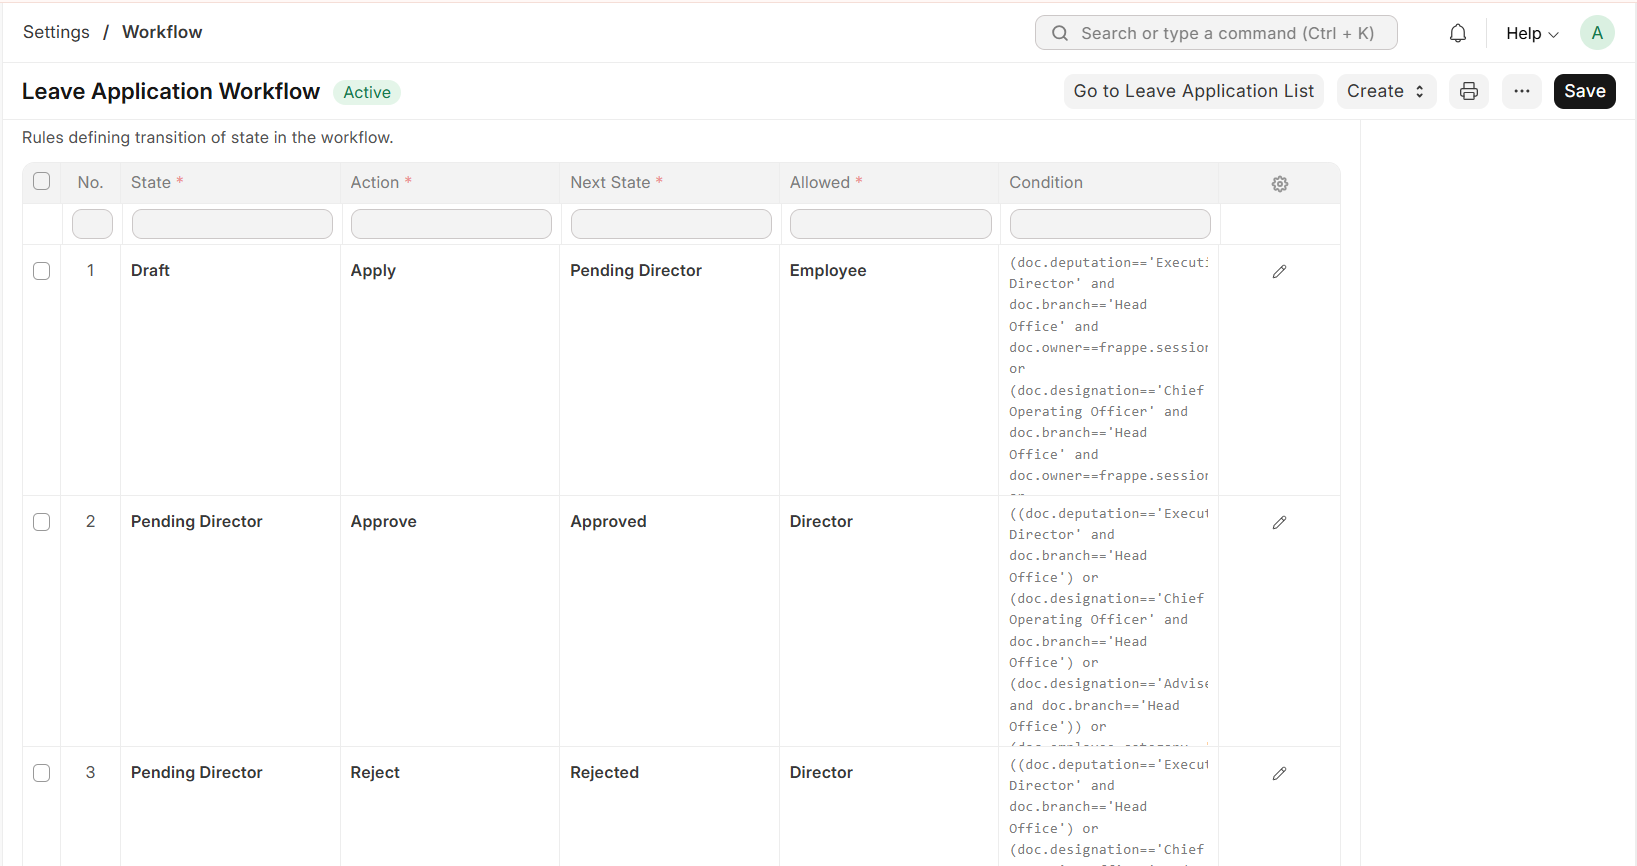 Settings / Workflow
Search or type a command (Ctrl + K)
Help
A
Leave Application Workflow
Active
Go to Leave Application List
Create
Save
Rules defining transition of state in the workflow.
No. State * Action * Next State * Allowed * Condition
1 Draft Apply Pending Director Employee
(doc.deputation=='Executi
Director' and
doc.branch=='Head
Office' and
doc.owner==frappe.session
or
(doc.designation=='Chief
Operating Officer' and
doc.branch=='Head
Office' and
doc.owner==frappe.session
2 Pending Director Approve Approved Director
((doc.deputation=='Execut
Director' and
doc.branch=='Head
Office') or
(doc.designation=='Chief
Operating Officer' and
doc.branch=='Head
Office') or
(doc.designation=='Advise
and doc.branch=='Head
Office')) or
3 Pending Director Reject Rejected Director
((doc.deputation=='Execut
Director' and
doc.branch=='Head
Office') or
(doc.designation=='Chief